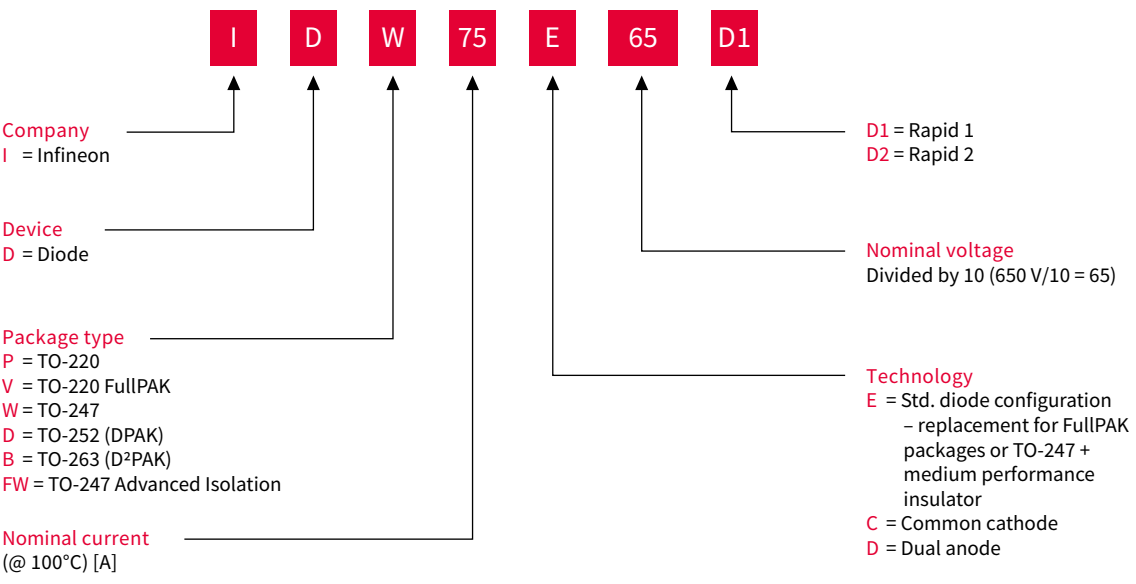 I D W 75 E 65 D1
Company
I = Infineon
Device
D = Diode
Package type
P = TO-220
V = TO-220 FullPAK
W = TO-247
D = TO-252 (DPAK)
B = TO-263 (D²PAK)
FW = TO-247 Advanced Isolation
Nominal current
(@ 100°C) [A]
D1 = Rapid 1
D2 = Rapid 2
Nominal voltage
Divided by 10 (650 V/10 = 65)
Technology
E = Std. diode configuration
– replacement for FullPAK
packages or TO-247 +
medium performance
insulator
C = Common cathode
D = Dual anode